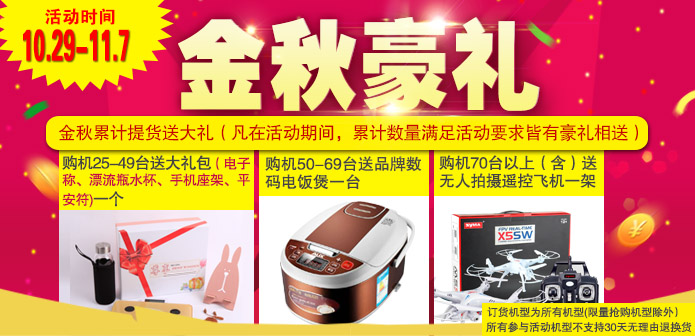 活动时间
10.29-11.7
金秋豪礼
金秋累计提货送大礼（凡在活动期间，累计数量满足活动要求皆有豪礼相送）
购机25-49台送大礼包（电子
称、漂流瓶水杯、手机座架、平
安符)一个
购机50-69台送品牌数
码电饭煲一台
购机70台以上（含）送
无人拍摄遥控飞机一架
syma
FPV REAL-TIME
X5SW
订货机型为所有机型(限量抢购机型除外)
所有参与活动机型不支持30天无理由退换货